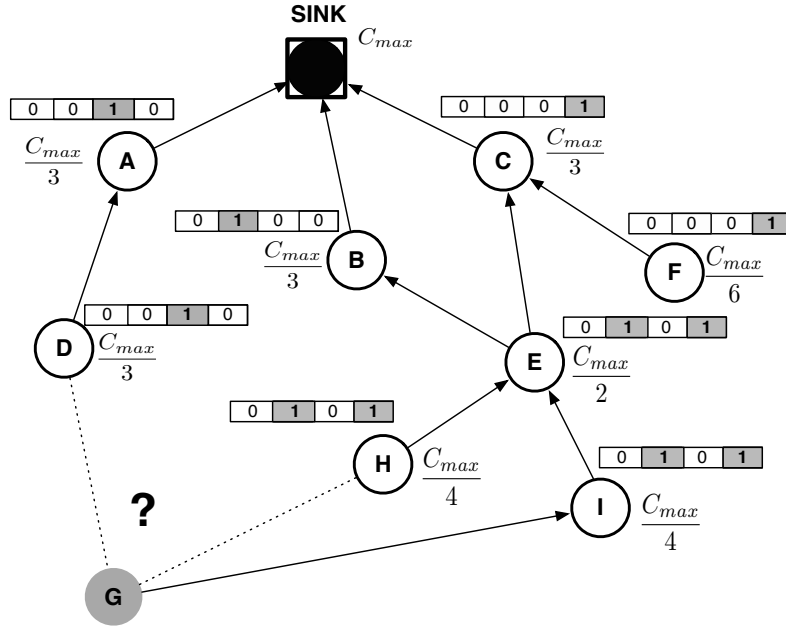 SINK
C_max
0 0 1 0
A
C_max
3
0 0 0 1
C
C_max
3
0 1 0 0
B
C_max
3
0 0 0 1
F
C_max
6
0 0 1 0
D
C_max
3
0 1 0 1
E
C_max
2
0 1 0 1
H
C_max
4
0 1 0 1
I
C_max
4
?
G